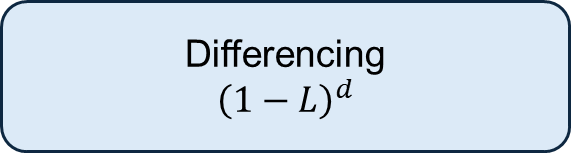 Differencing
(1 − L)^d